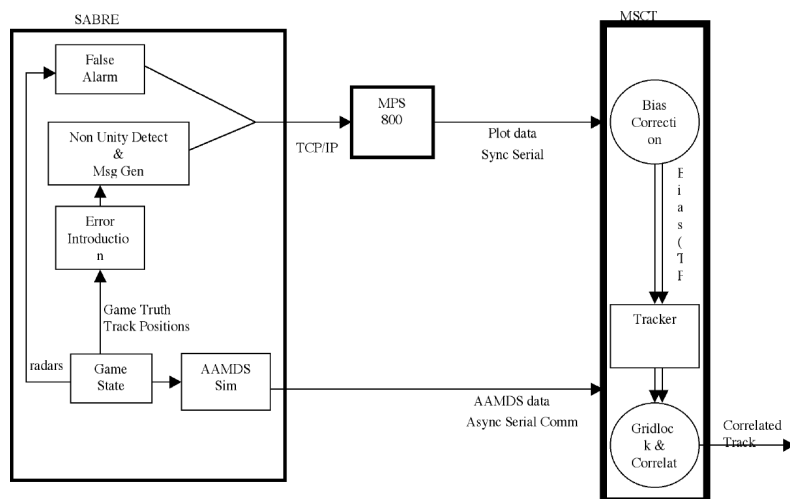 SABRE
MSCT
False
Alarm
MPS
800
Bias
Correcti
on
Non Unity Detect
&
Msg Gen
TCP/IP
Plot data
Sync Serial
Error
Introductio
n
Game Truth
Track Positions
Tracker
radars
Game
State
AAMDS
Sim
AAMDS data
Async Serial Comm
Gridloc
k &
Correlat
Correlated
Track